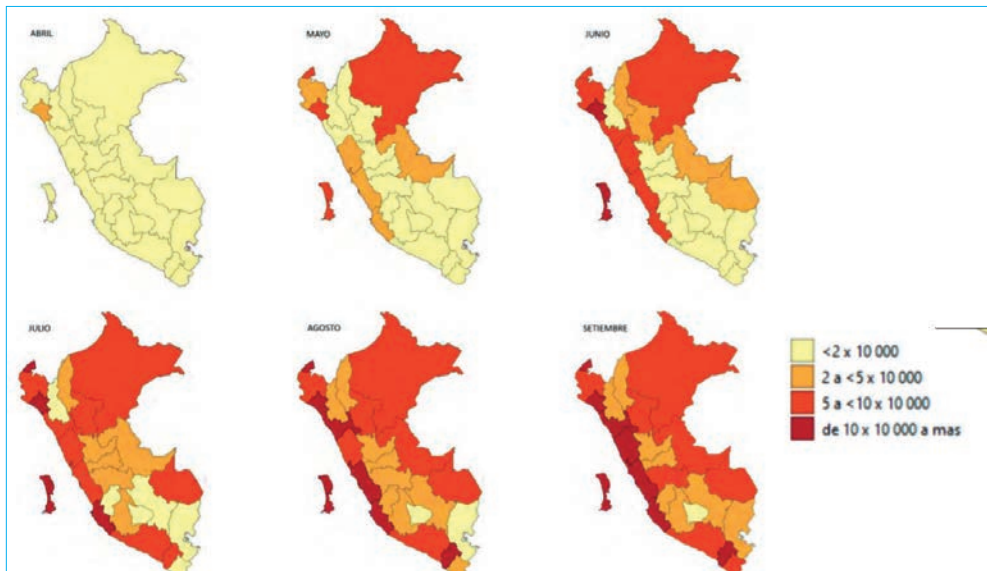 ABRIL
MAYO
JUNIO
JULIO
AGOSTO
SETIEMBRE
<2 x 10 000
2 a <5 x 10 000
5 a <10 x 10 000
de 10 x 10 000 a mas